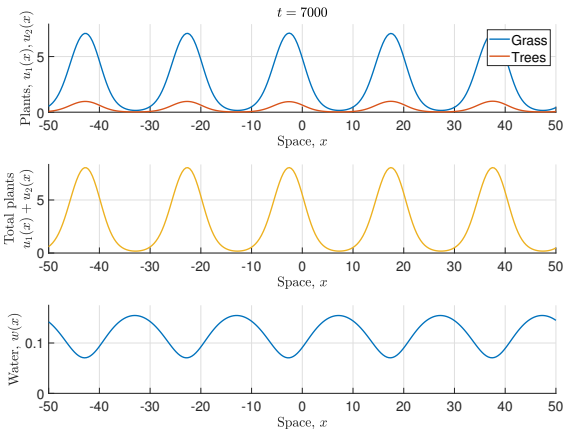 t = 7000
Plants, u₁(x), u₂(x)
5
0
Grass
Trees
-50 -40 -30 -20 -10 0 10 20 30 40 50
Space, x
Total plants
u₁(x) + u₂(x)
5
0
-50 -40 -30 -20 -10 0 10 20 30 40 50
Space, x
Water, w(x)
0.1
0
-50 -40 -30 -20 -10 0 10 20 30 40 50
Space, x